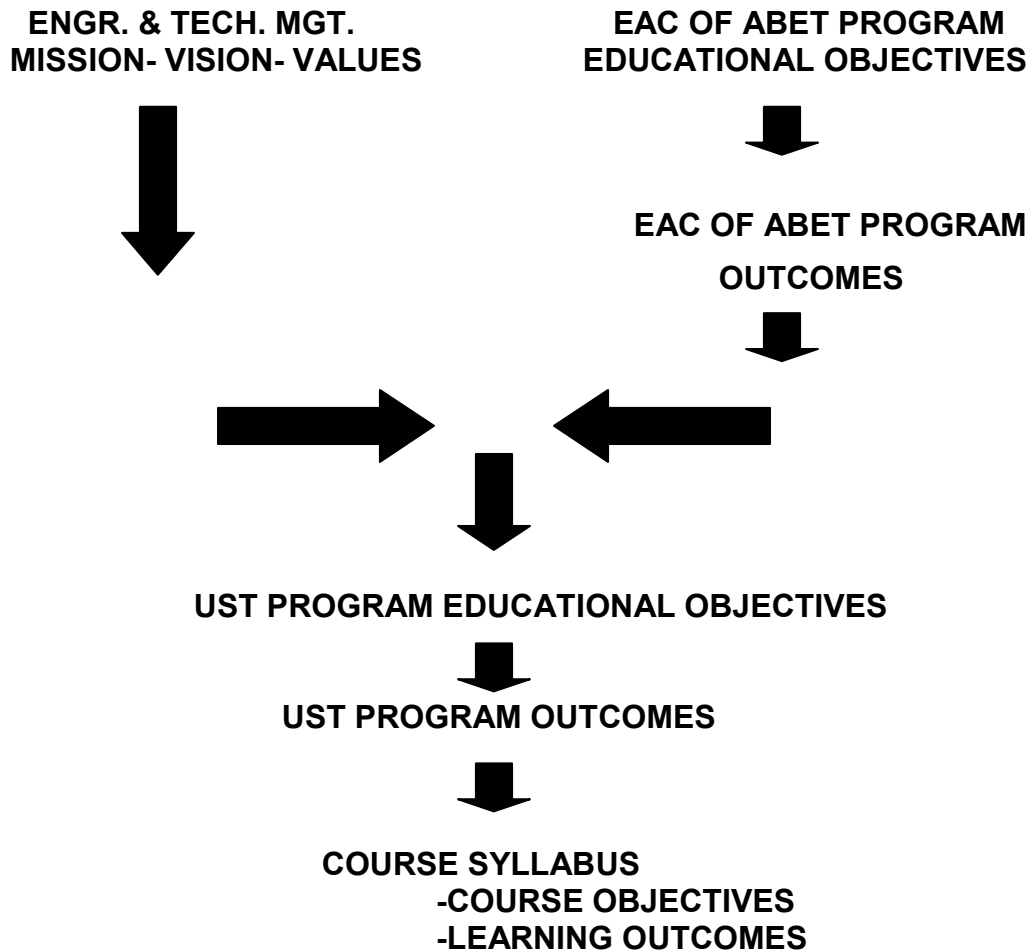 ENGR. & TECH. MGT.
MISSION- VISION- VALUES
EAC OF ABET PROGRAM
EDUCATIONAL OBJECTIVES
EAC OF ABET PROGRAM
OUTCOMES
UST PROGRAM EDUCATIONAL OBJECTIVES
UST PROGRAM OUTCOMES
COURSE SYLLABUS
-COURSE OBJECTIVES
-LEARNING OUTCOMES